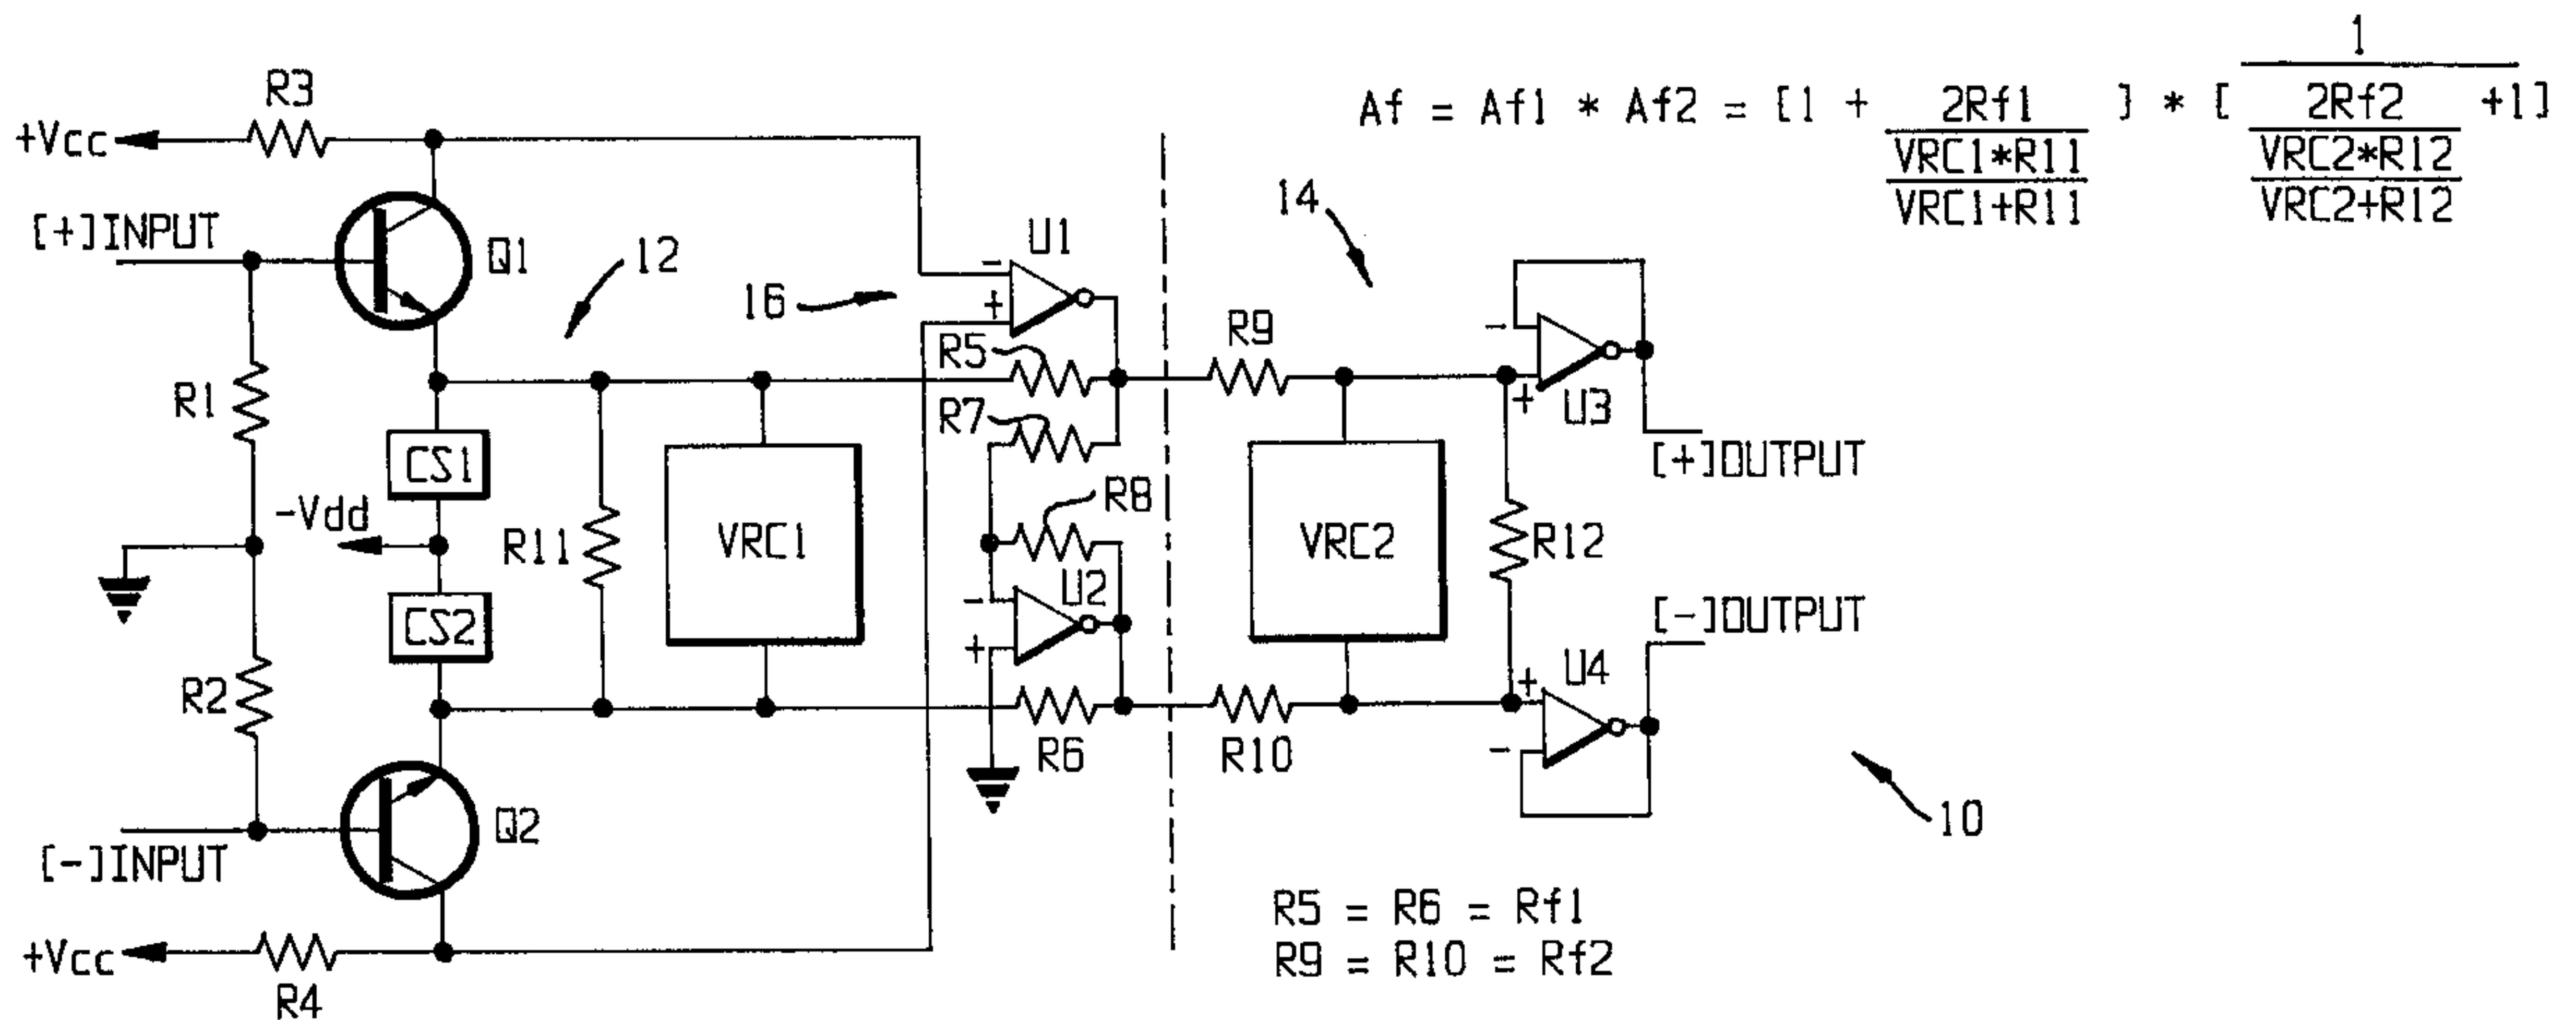 R3
+Vcc
[+]INPUT
Q1
12
16
U1
14
Af = Af1 * Af2 = [1 + 2Rf1 ] * [ 1
VRC1*R11
VRC1+R11
2Rf2 +1]
VRC2*R12
VRC2+R12
R1
CS1
-Vdd
CS2
R2
R11
VRC1
R5
R7
R8
U2
R6
R9
R10
VRC2
R12
U3
U4
-
+
-
+
-
+
+
-
[+]OUTPUT
[-]OUTPUT
10
[-]INPUT
Q2
+Vcc
R4
R5 = R6 = Rf1
R9 = R10 = Rf2